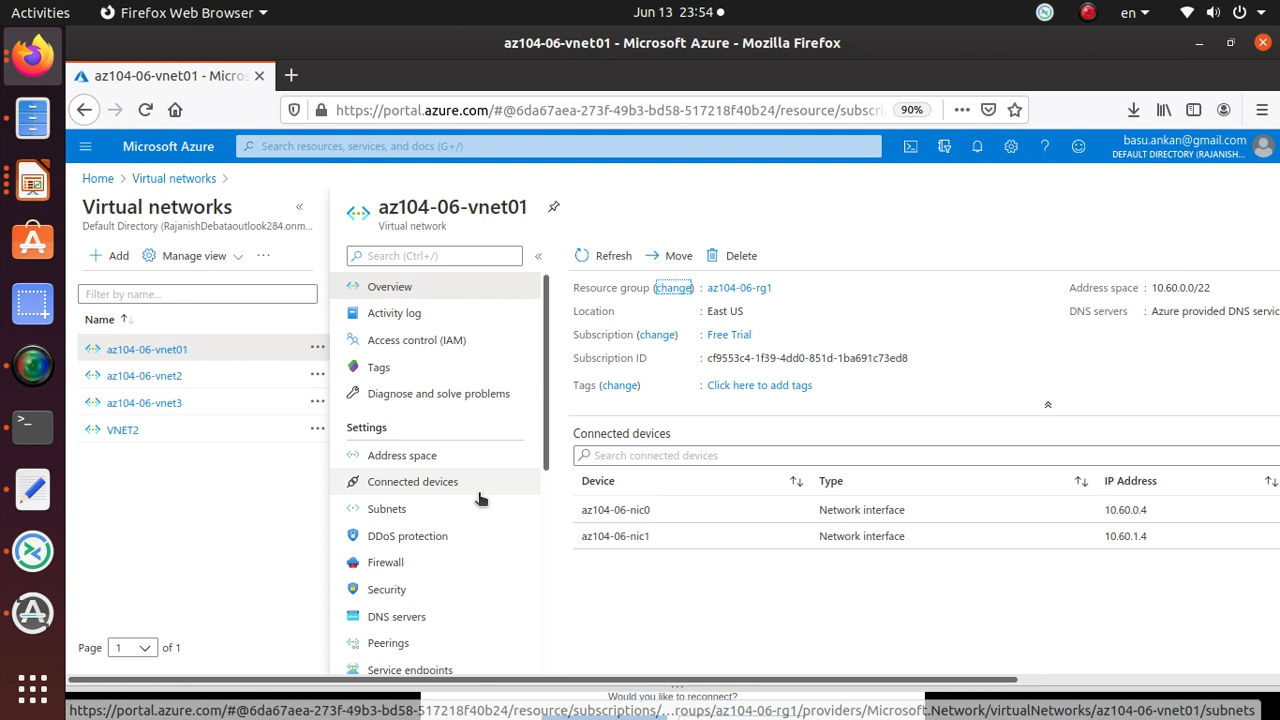 Activities
Firefox Web Browser
Jun 13 23:54
en
az104-06-vnet01 - Microsoft Azure - Mozilla Firefox
az104-06-vnet01 - Micros
https://portal.azure.com/#@6da67aea-273f-49b3-bd58-517218f40b24/resource/subscri
90%
Microsoft Azure
Search resources, services, and docs (G+/)
basu.ankan@gmail.com
DEFAULT DIRECTORY (RAJANISH...
Home > Virtual networks >
Virtual networks
Default Directory (RajanishDebataoutlook284.onm...
Add
Manage view
Filter by name...
Name
az104-06-vnet01
az104-06-vnet2
az104-06-vnet3
VNET2
Page 1 of 1
az104-06-vnet01
Virtual network
Search (Ctrl+/)
Overview
Activity log
Access control (IAM)
Tags
Diagnose and solve problems
Settings
Address space
Connected devices
Subnets
DDoS protection
Firewall
Security
DNS servers
Peerings
Service endpoints
Refresh
Move
Delete
Resource group (change) : az104-06-rg1
Location : East US
Subscription (change) : Free Trial
Subscription ID : cf9553c4-1f39-4dd0-851d-1ba691c73ed8
Tags (change) : Click here to add tags
Address space : 10.60.0.0/22
DNS servers : Azure provided DNS servic
Connected devices
Search connected devices
Device Type IP Address
az104-06-nic0 Network interface 10.60.0.4
az104-06-nic1 Network interface 10.60.1.4
Would you like to reconnect?
https://portal.azure.com/#@6da67aea-273f-49b3-bd58-517218f40b24/resource/subscriptions/...roups/az104-06-rg1/providers/Microsoft.Network/virtualNetworks/az104-06-vnet01/subnets